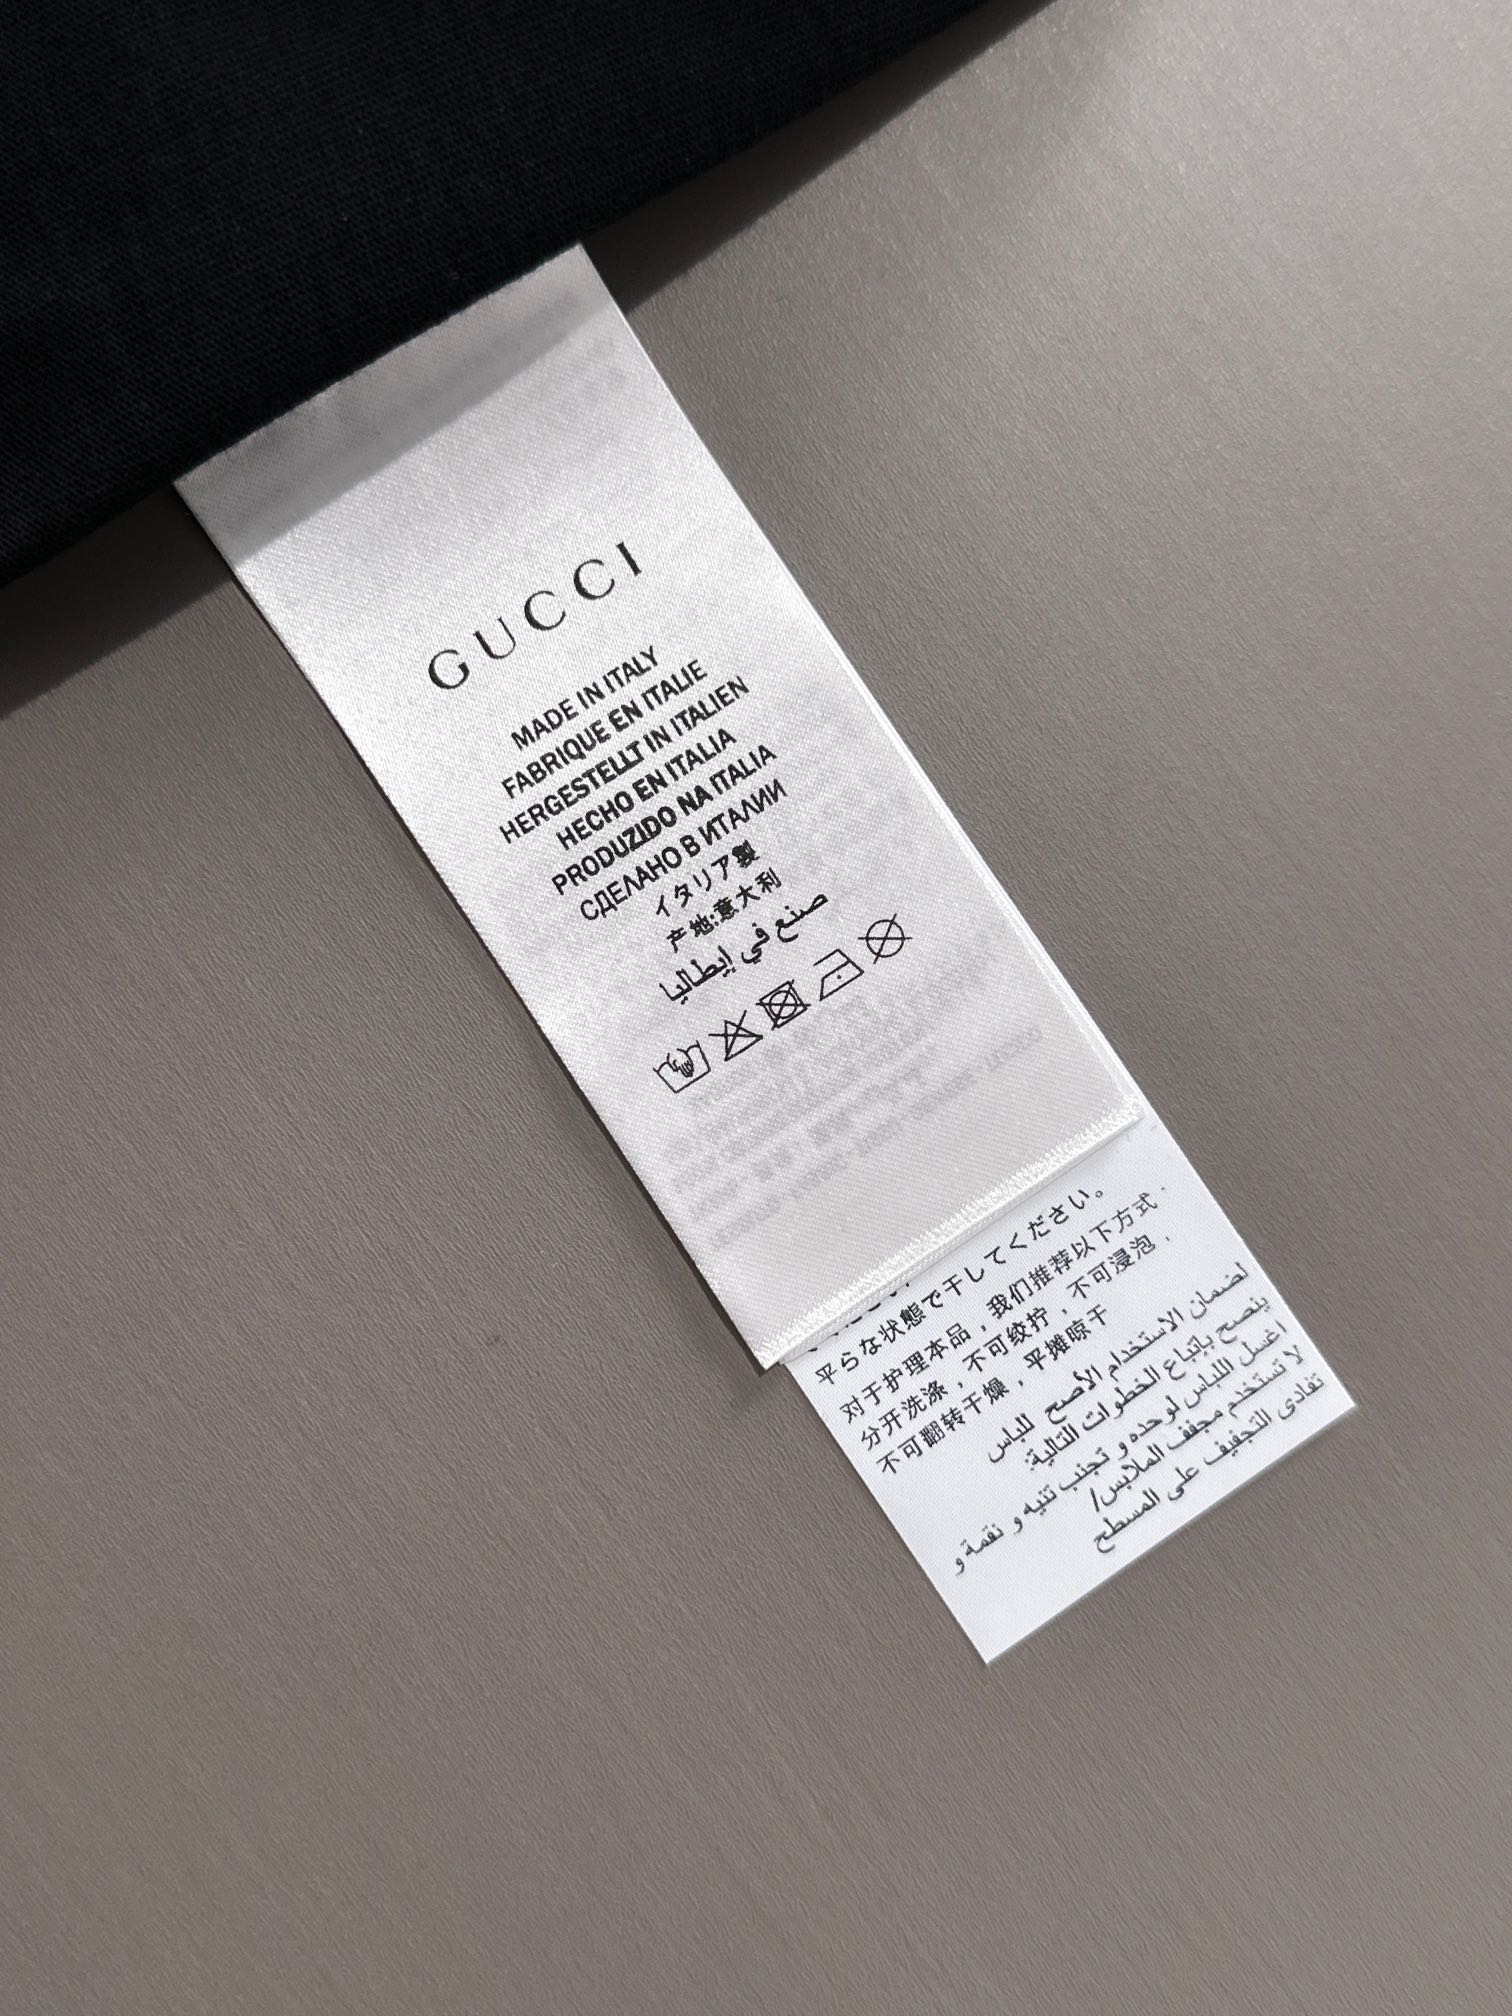 GUCCI
MADE IN ITALY
FABRIQUE EN ITALIE
HERGESTELLT IN ITALIEN
HECHO EN ITALIA
PRODUZIDO NA ITALIA
СДЕЛАНО В ИТАЛИИ
イタリア製
产地:意大利
صنع في إيطاليا
平らな状態で干してください。
对于护理本品，我们推荐以下方式．
分开洗涤，不可绞拧，不可浸泡．
不可翻转干燥，平摊晾干
لضمان الاستخدام الأصح للباس
ينصح بإتباع الخطوات التالية:
اغسل اللباس لوحده و تجنب تنيه و نقمة و
لا تستخدم مجفف الملابس/
تفادى التجفيف على المسطح